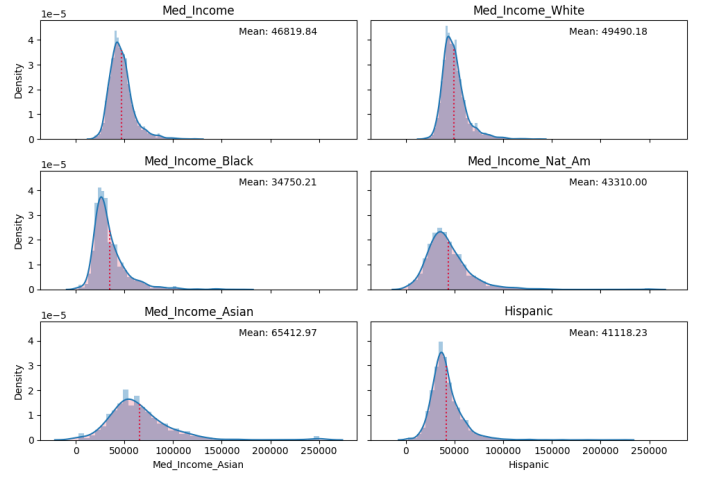 Med_Income
Med_Income_White
1e−5
Mean: 46819.84
Mean: 49490.18
4
3
2
1
0
Density
Med_Income_Black
Med_Income_Nat_Am
1e−5
Mean: 34750.21
Mean: 43310.00
4
3
2
1
0
Density
Med_Income_Asian
Hispanic
1e−5
Mean: 65412.97
Mean: 41118.23
4
3
2
1
0
Density
0 50000 100000 150000 200000 250000
0 50000 100000 150000 200000 250000
Med_Income_Asian
Hispanic